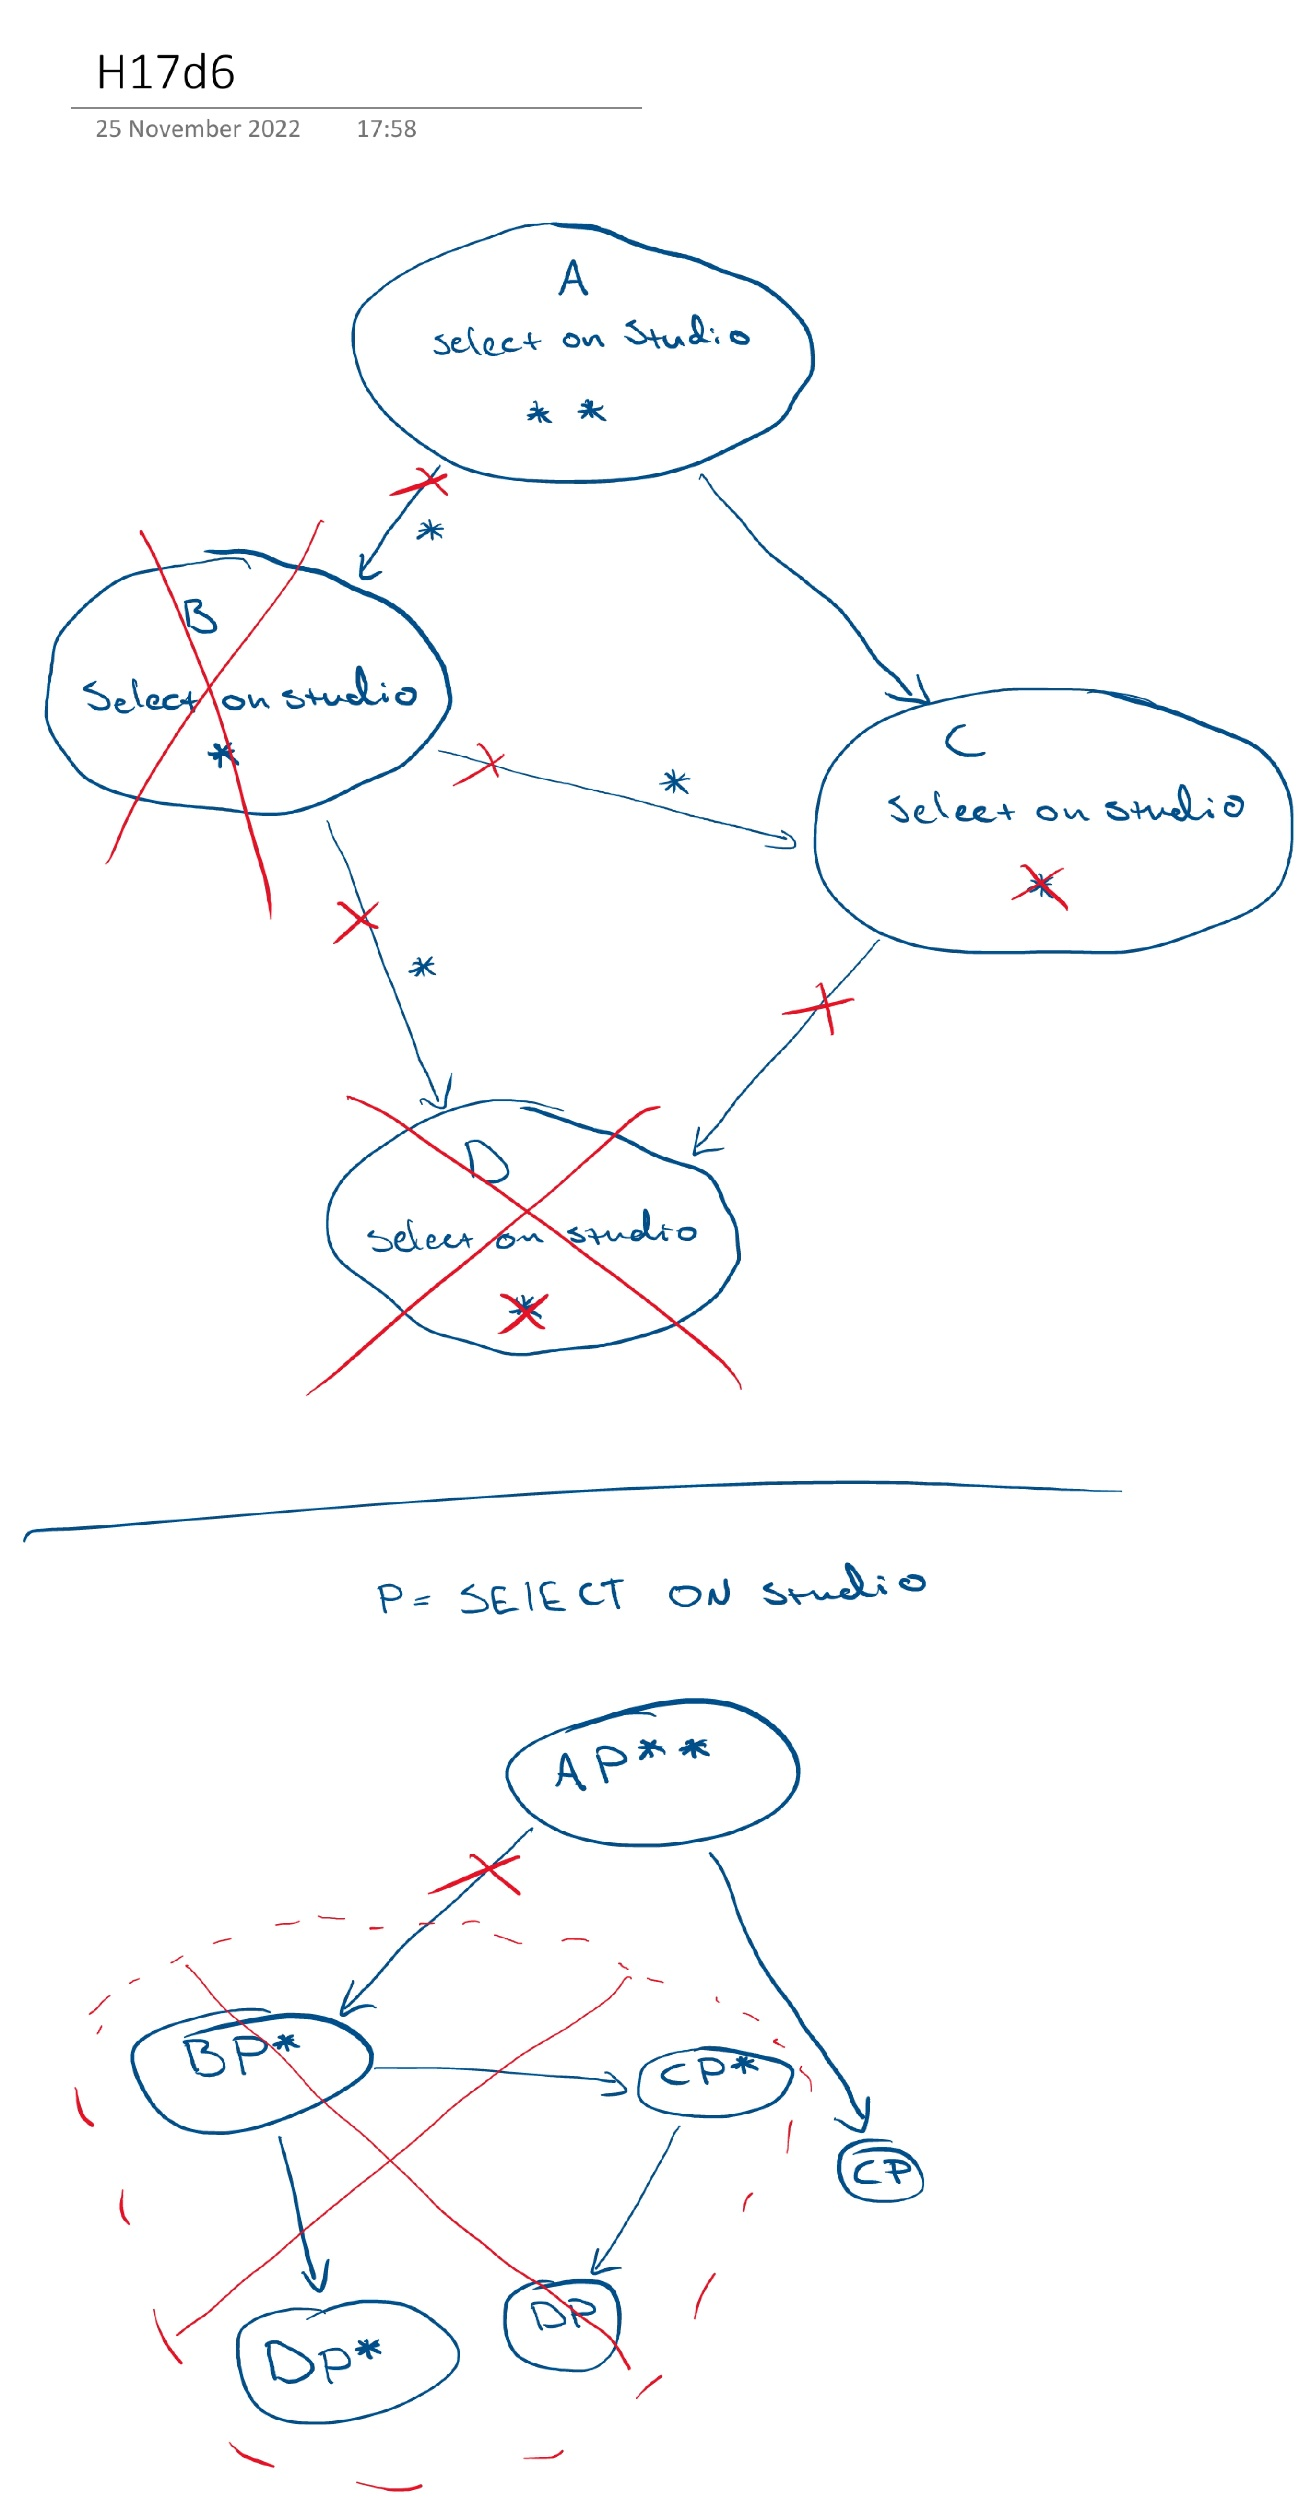 H17d6
25 November 2022 17:58
A
Select on Studio
* *
*
B
Select on studio
*
*
C
Select on studio
*
*
D
Select on studio
*
P = SELECT ON Studio
AP**
BP*
CP*
CP
DP
DP*